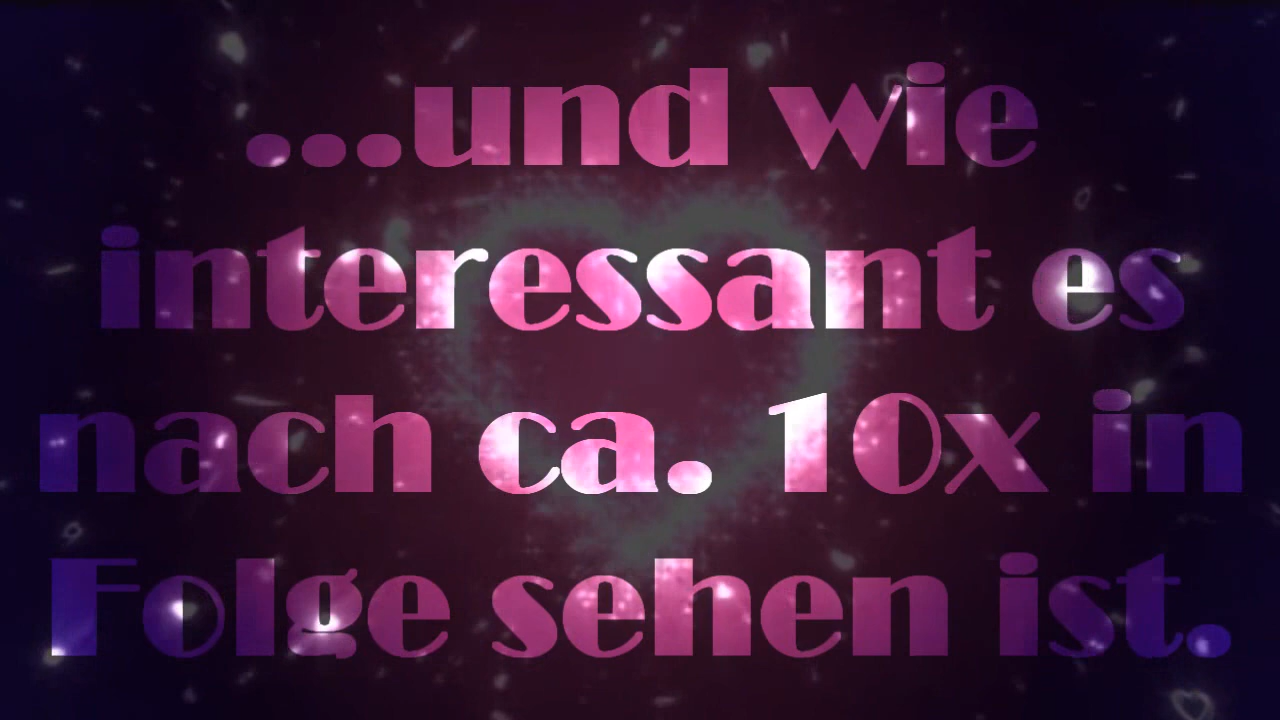 ...und wie
interessant es
nach ca. 10x in
Folge sehen ist.